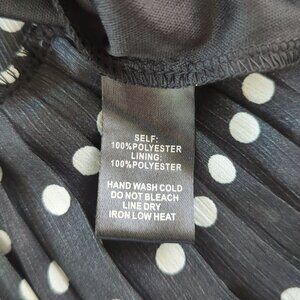 SELF:
100%POLYESTER
LINING:
100%POLYESTER
HAND WASH COLD
DO NOT BLEACH
LINE DRY
IRON LOW HEAT